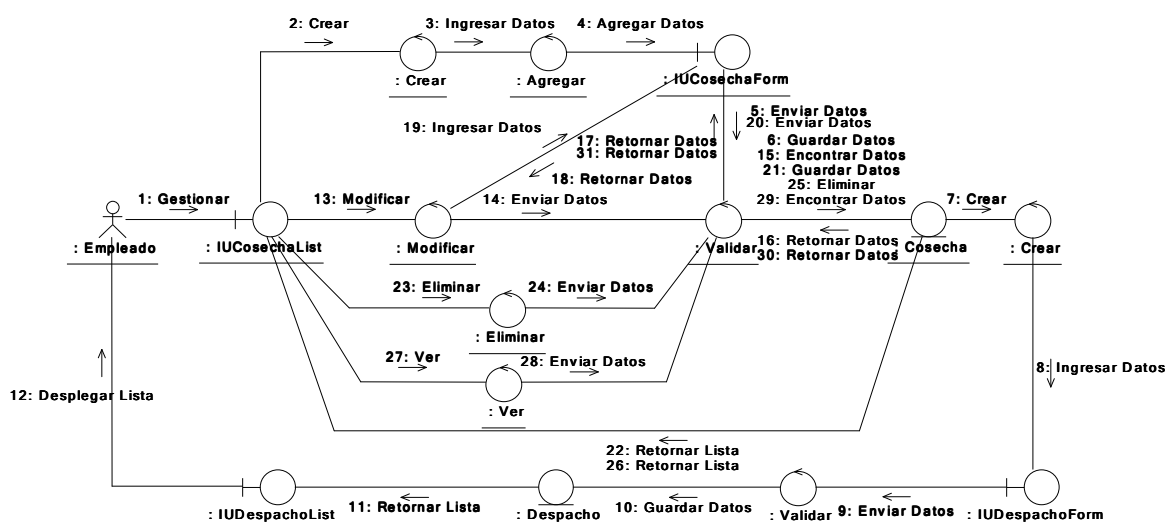 2: Crear
3: Ingresar Datos
4: Agregar Datos
: Crear
: Agregar
: IUCosechaForm
5: Enviar Datos
20: Enviar Datos
19: Ingresar Datos
17: Retornar Datos
31: Retornar Datos
6: Guardar Datos
15: Encontrar Datos
21: Guardar Datos
25: Eliminar
29: Encontrar Datos
18: Retornar Datos
1: Gestionar
13: Modificar
14: Enviar Datos
7: Crear
: Empleado
: IUCosechaList
: Modificar
: Validar
16: Retornar Datos
30: Retornar Datos
: Cosecha
: Crear
23: Eliminar
24: Enviar Datos
: Eliminar
27: Ver
28: Enviar Datos
: Ver
8: Ingresar Datos
12: Desplegar Lista
22: Retornar Lista
26: Retornar Lista
: IUDespachoList
11: Retornar Lista
: Despacho
10: Guardar Datos
: Validar
9: Enviar Datos
: IUDespachoForm